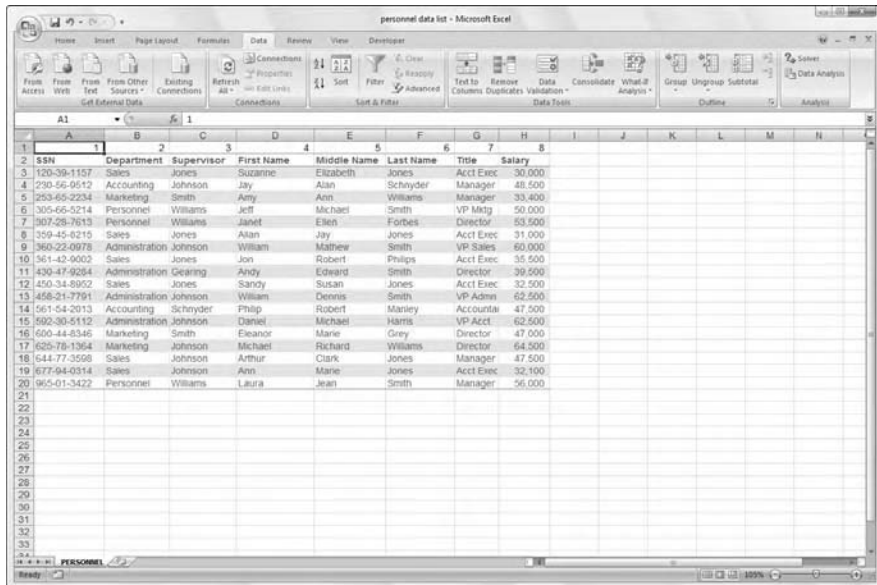 personnel data list - Microsoft Excel
Home Insert Page Layout Formulas Data Review View Developer
From Access From Web From Text From Other Sources Existing Connections Refresh All Connections Properties Edit Links Sort Filter Clear Reapply Advanced Text to Columns Remove Duplicates Data Validation Consolidate What-If Analysis Group Ungroup Subtotal Solver Data Analysis
Get External Data Connections Sort & Filter Data Tools Outline Analysis
A1 fx 1
A B C D E F G H I J K L M N
1 1 2 3 4 5 6 7 8
2 SSN Department Supervisor First Name Middle Name Last Name Title Salary
3 120-39-1157 Sales Jones Suzanne Elizabeth Jones Acct Exec 30,000
4 230-56-9512 Accounting Johnson Jay Alan Schnyder Manager 48,500
5 253-65-2234 Marketing Smith Amy Ann Williams Manager 33,400
6 305-66-5214 Personnel Williams Jeff Michael Smith VP Mktg 50,000
7 307-28-7613 Personnel Williams Janet Ellen Forbes Director 53,500
8 359-45-8215 Sales Jones Allan Jay Jones Acct Exec 31,000
9 360-22-0978 Administration Johnson William Mathew Smith VP Sales 60,000
10 361-42-9002 Sales Jones Jon Robert Philips Acct Exec 35,500
11 430-47-9284 Administration Gearing Andy Edward Smith Director 39,500
12 450-34-8952 Sales Jones Sandy Susan Jones Acct Exec 32,500
13 458-21-7791 Administration Johnson William Dennis Smith VP Admn 62,500
14 561-54-2013 Accounting Schnyder Philip Robert Manley Accountai 47,500
15 592-30-5112 Administration Johnson Daniel Michael Harris VP Acct 62,500
16 600-44-8346 Marketing Smith Eleanor Marie Grey Director 47,000
17 625-78-1364 Marketing Johnson Michael Richard Williams Director 64,500
18 644-77-3598 Sales Johnson Arthur Clark Jones Manager 47,500
19 677-94-0314 Sales Johnson Ann Marie Jones Acct Exec 32,100
20 965-01-3422 Personnel Williams Laura Jean Smith Manager 56,000
21
22
23
24
25
26
27
28
29
30
31
32
33
PERSONNEL
Ready 105%